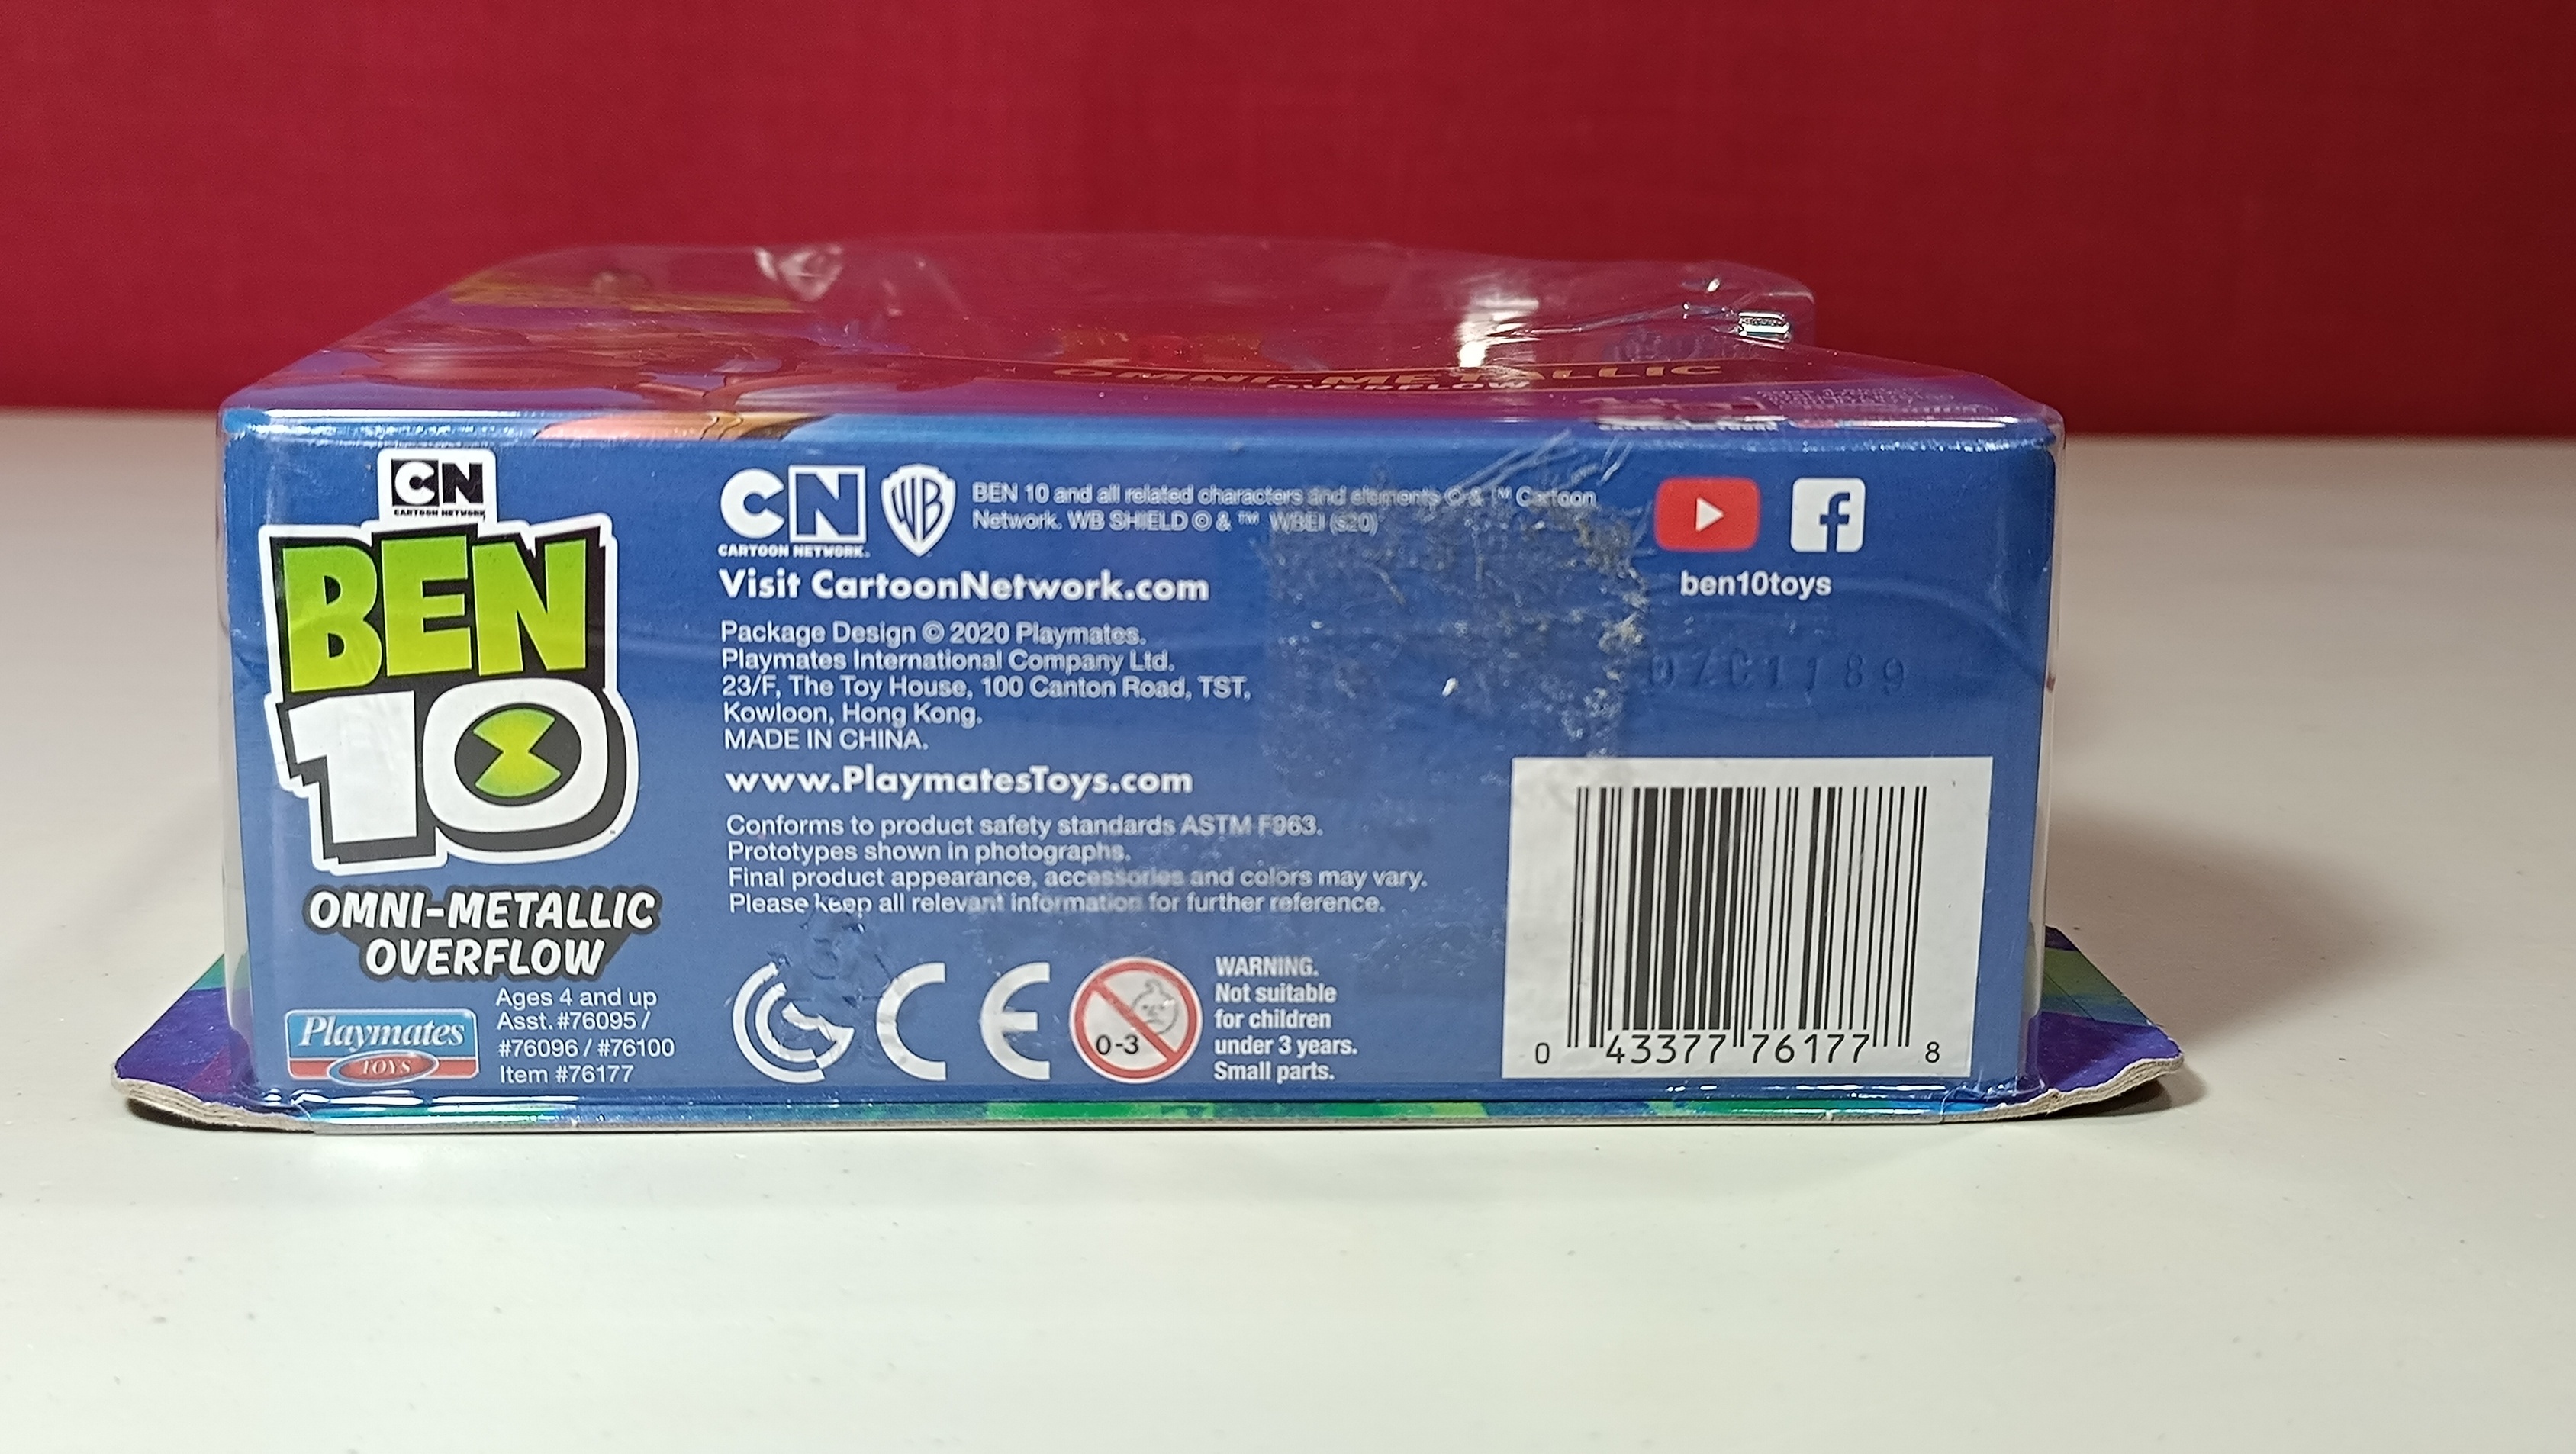 OMNI-METALLIC
OVERFLOW
CN
CARTOON NETWORK
BEN
10
OMNI-METALLIC
OVERFLOW
Playmates
TOYS
Ages 4 and up
Asst. #76095 /
#76096 / #76100
Item #76177
CN
CARTOON NETWORK.
WB
BEN 10 and all related characters and elements © & ™ Cartoon
Network. WB SHIELD © & ™ WBEI (s20)
Visit CartoonNetwork.com
Package Design © 2020 Playmates.
Playmates International Company Ltd.
23/F, The Toy House, 100 Canton Road, TST,
Kowloon, Hong Kong.
MADE IN CHINA.
www.PlaymatesToys.com
Conforms to product safety standards ASTM F963.
Prototypes shown in photographs.
Final product appearance, accessories and colors may vary.
Please keep all relevant information for further reference.
CE
0-3
WARNING.
Not suitable
for children
under 3 years.
Small parts.
f
ben10toys
07C1189
0 43377 76177 8